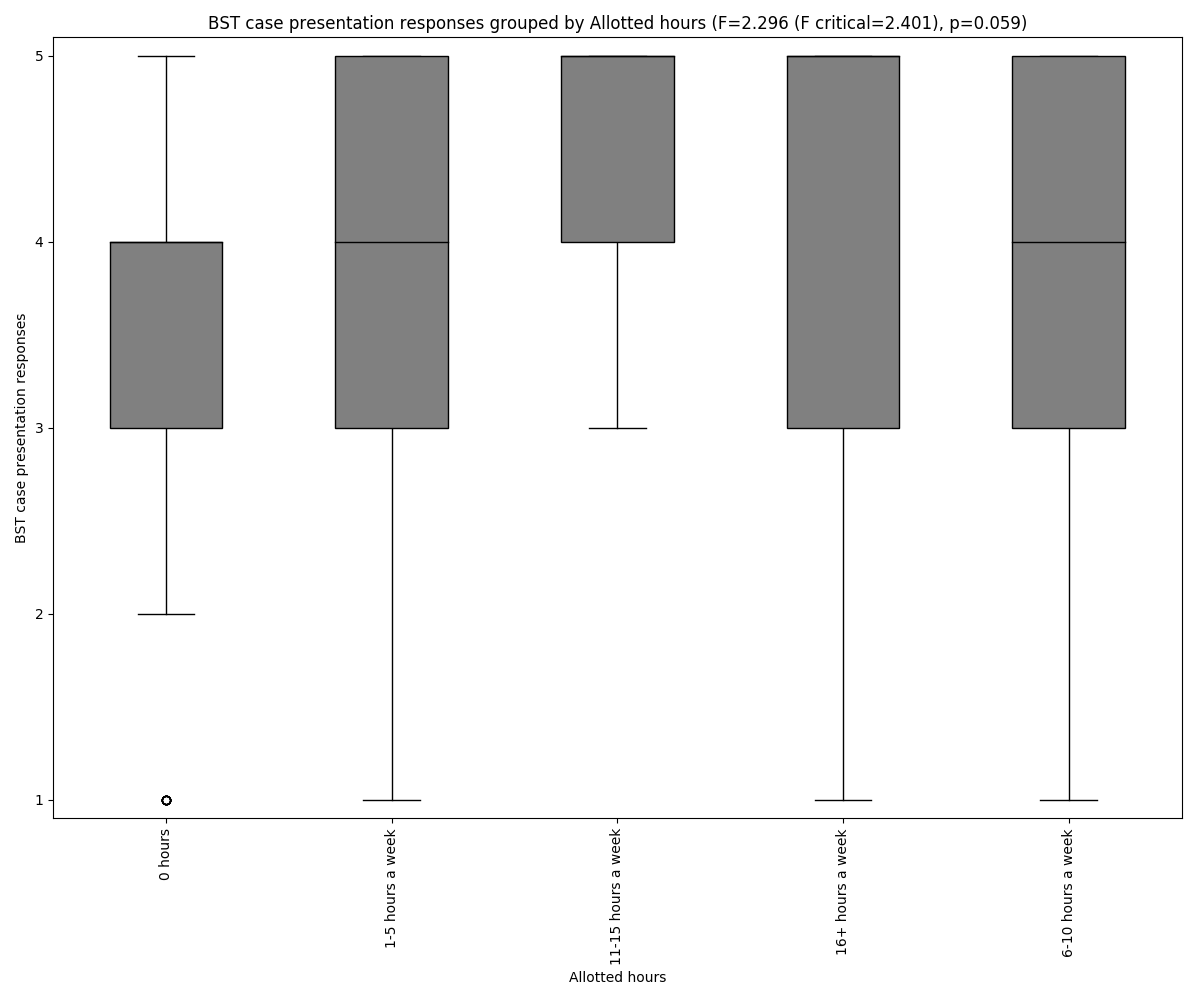 BST case presentation responses grouped by Allotted hours (F=2.296 (F critical=2.401), p=0.059)
BST case presentation responses
5
4
3
2
1
0 hours
1-5 hours a week
11-15 hours a week
16+ hours a week
6-10 hours a week
Allotted hours